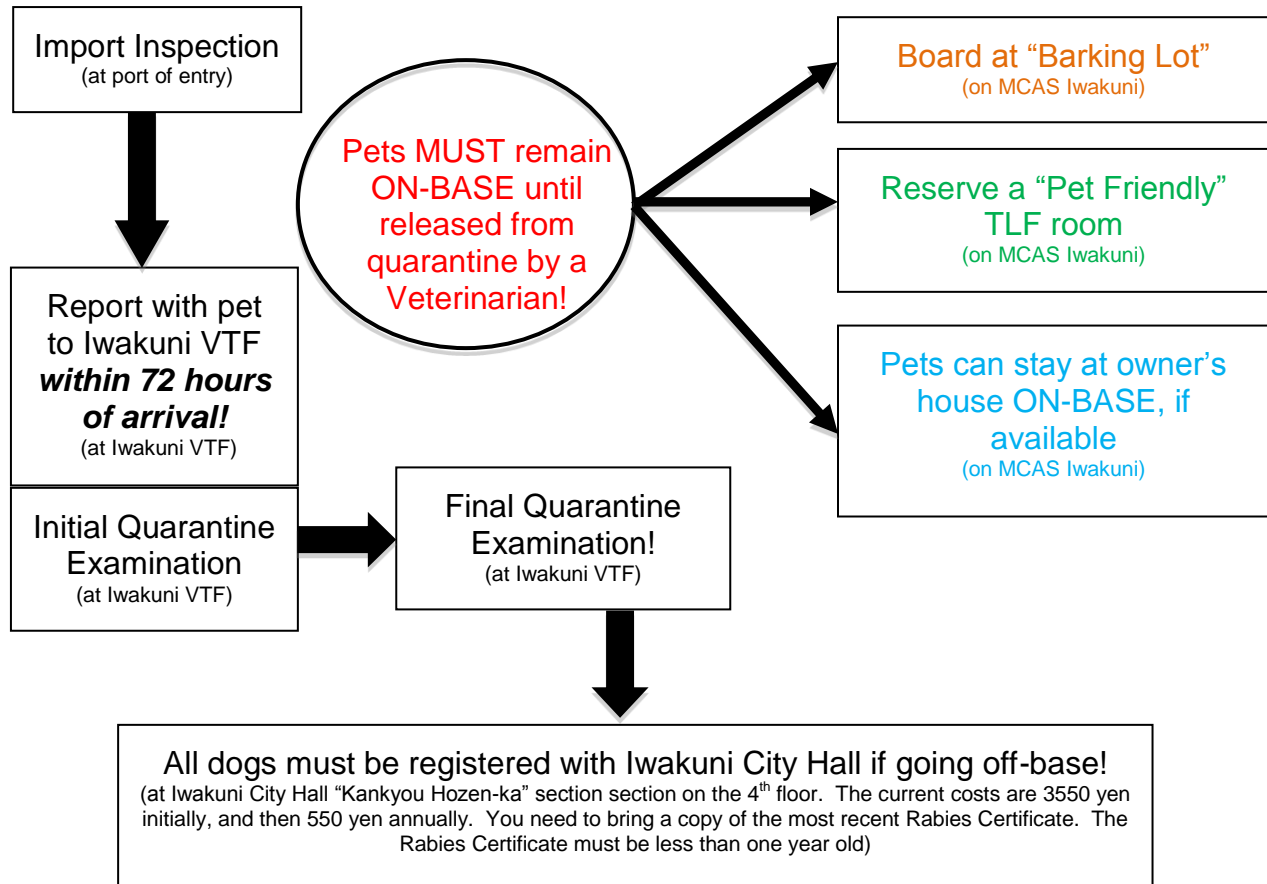 Import Inspection
(at port of entry)
Report with pet
to Iwakuni VTF
within 72 hours
of arrival!
(at Iwakuni VTF)
Initial Quarantine
Examination
(at Iwakuni VTF)
Final Quarantine
Examination!
(at Iwakuni VTF)
Pets MUST remain
ON-BASE until
released from
quarantine by a
Veterinarian!
Board at “Barking Lot”
(on MCAS Iwakuni)
Reserve a “Pet Friendly”
TLF room
(on MCAS Iwakuni)
Pets can stay at owner’s
house ON-BASE, if
available
(on MCAS Iwakuni)
All dogs must be registered with Iwakuni City Hall if going off-base!
(at Iwakuni City Hall “Kankyou Hozen-ka” section section on the 4th floor.  The current costs are 3550 yen
initially, and then 550 yen annually.  You need to bring a copy of the most recent Rabies Certificate.  The
Rabies Certificate must be less than one year old)